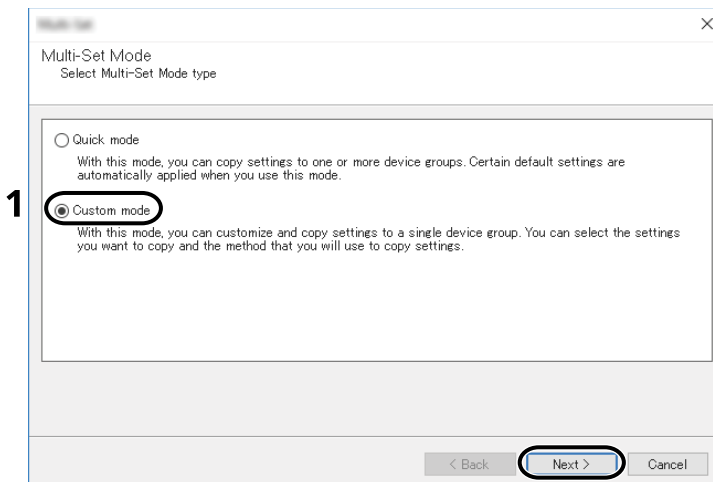 Multi-Set Mode
Select Multi-Set Mode type
Quick mode
With this mode, you can copy settings to one or more device groups. Certain default settings are
automatically applied when you use this mode.
1
Custom mode
With this mode, you can customize and copy settings to a single device group. You can select the settings
you want to copy and the method that you will use to copy settings.
< Back
Next >
Cancel